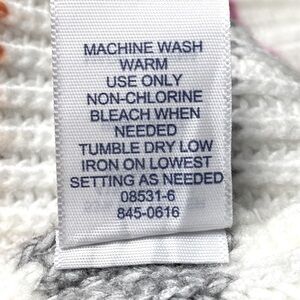 MACHINE WASH
WARM
USE ONLY
NON-CHLORINE
BLEACH WHEN
NEEDED
TUMBLE DRY LOW
IRON ON LOWEST
SETTING AS NEEDED
08531-6
845-0616